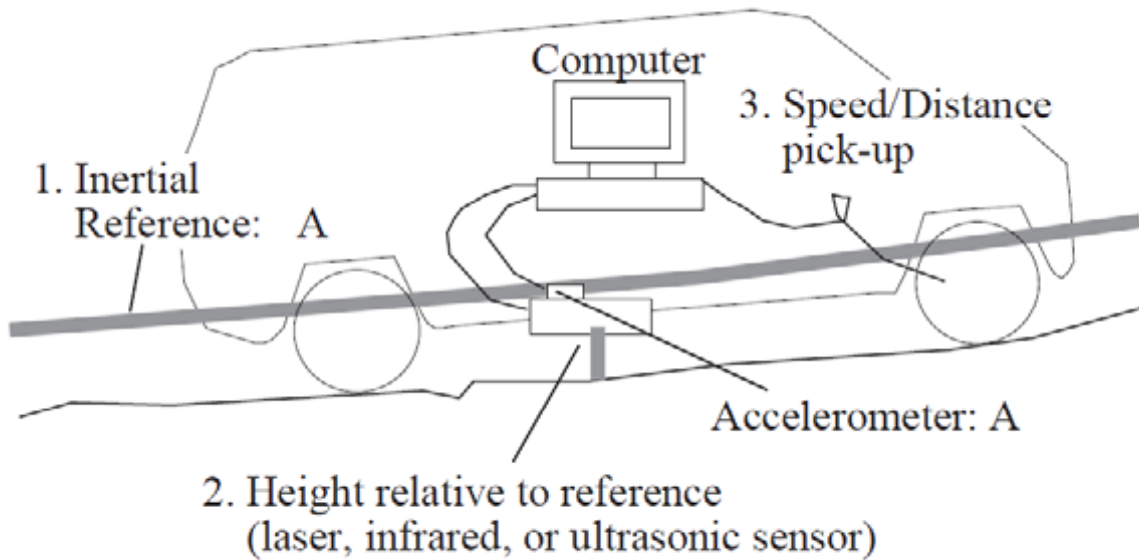 Computer
3. Speed/Distance
pick-up
1. Inertial
Reference: A
Accelerometer: A
2. Height relative to reference
(laser, infrared, or ultrasonic sensor)